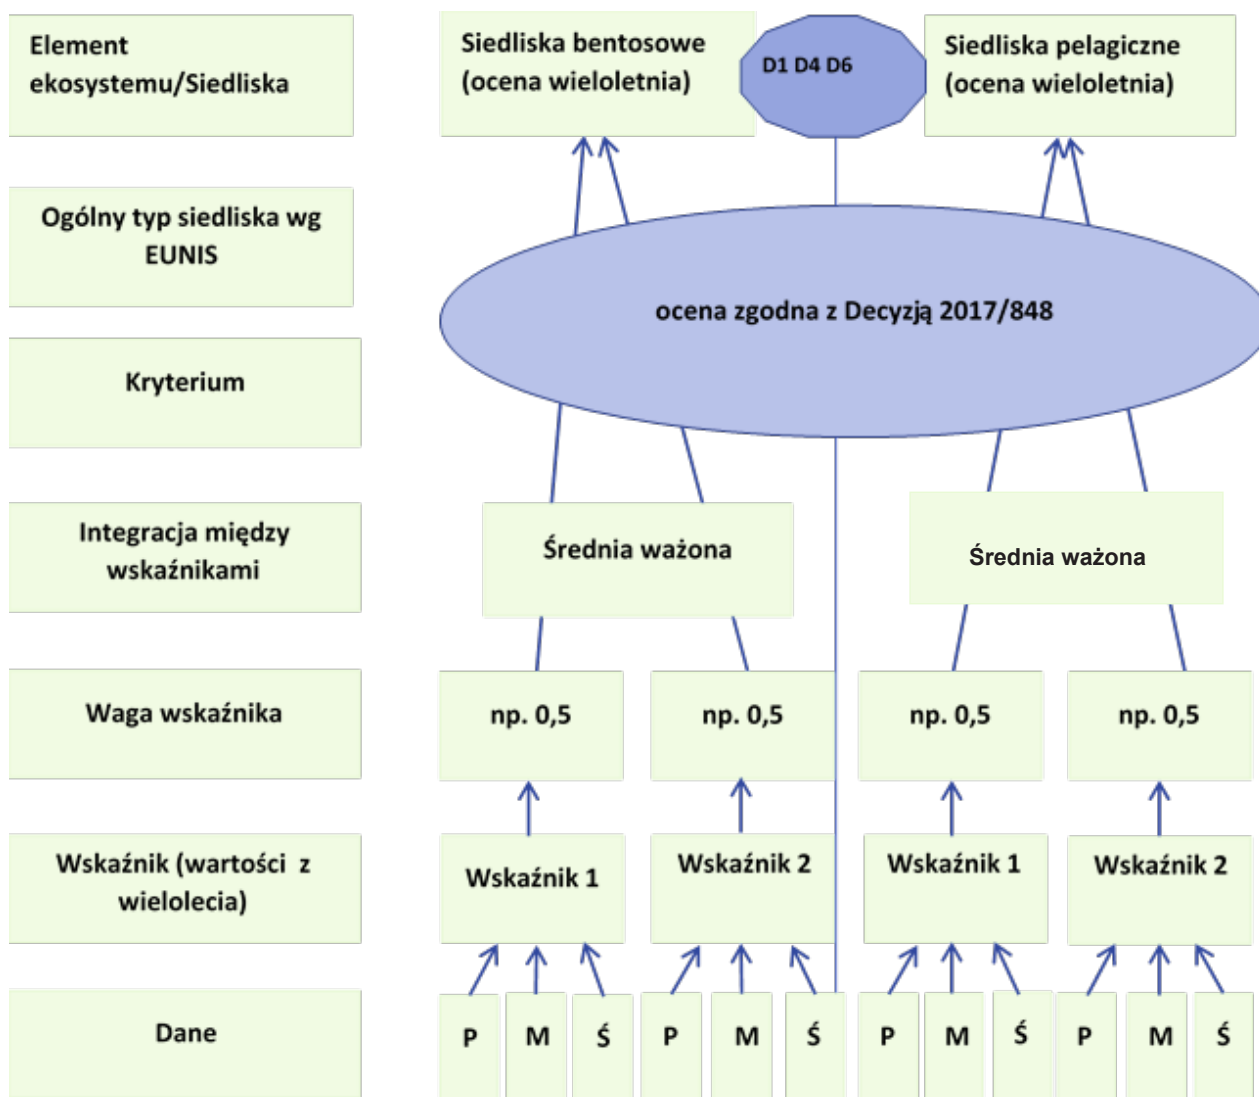 Element
ekosystemu/Siedliska
Siedliska bentosowe
(ocena wieloletnia)
D1 D4 D6
Siedliska pelagiczne
(ocena wieloletnia)
Ogólny typ siedliska wg
EUNIS
ocena zgodna z Decyzją 2017/848
Kryterium
Integracja między
wskaźnikami
Średnia ważona
Średnia ważona
Waga wskaźnika
np. 0,5
np. 0,5
np. 0,5
np. 0,5
Wskaźnik (wartości z
wielolecia)
Wskaźnik 1
Wskaźnik 2
Wskaźnik 1
Wskaźnik 2
Dane
P
M
Ś
P
M
Ś
P
M
Ś
P
M
Ś